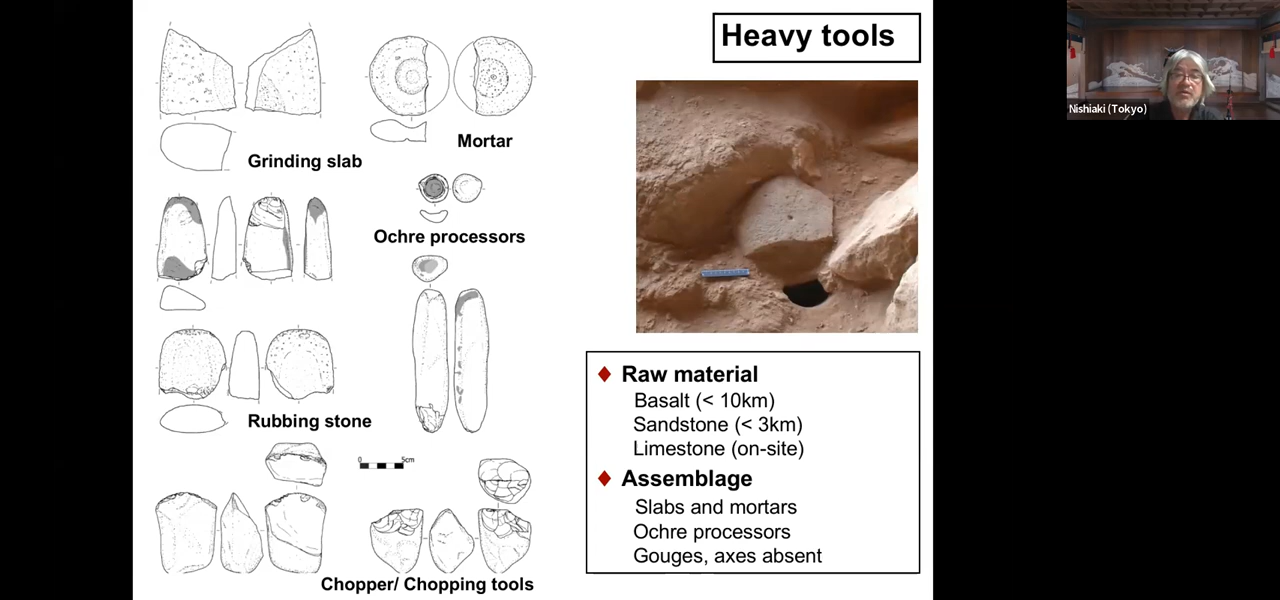 Heavy tools
Nishiaki (Tokyo)
Mortar
Grinding slab
Ochre processors
Rubbing stone
0 5cm
Chopper/ Chopping tools
♦ Raw material
Basalt (< 10km)
Sandstone (< 3km)
Limestone (on-site)
♦ Assemblage
Slabs and mortars
Ochre processors
Gouges, axes absent